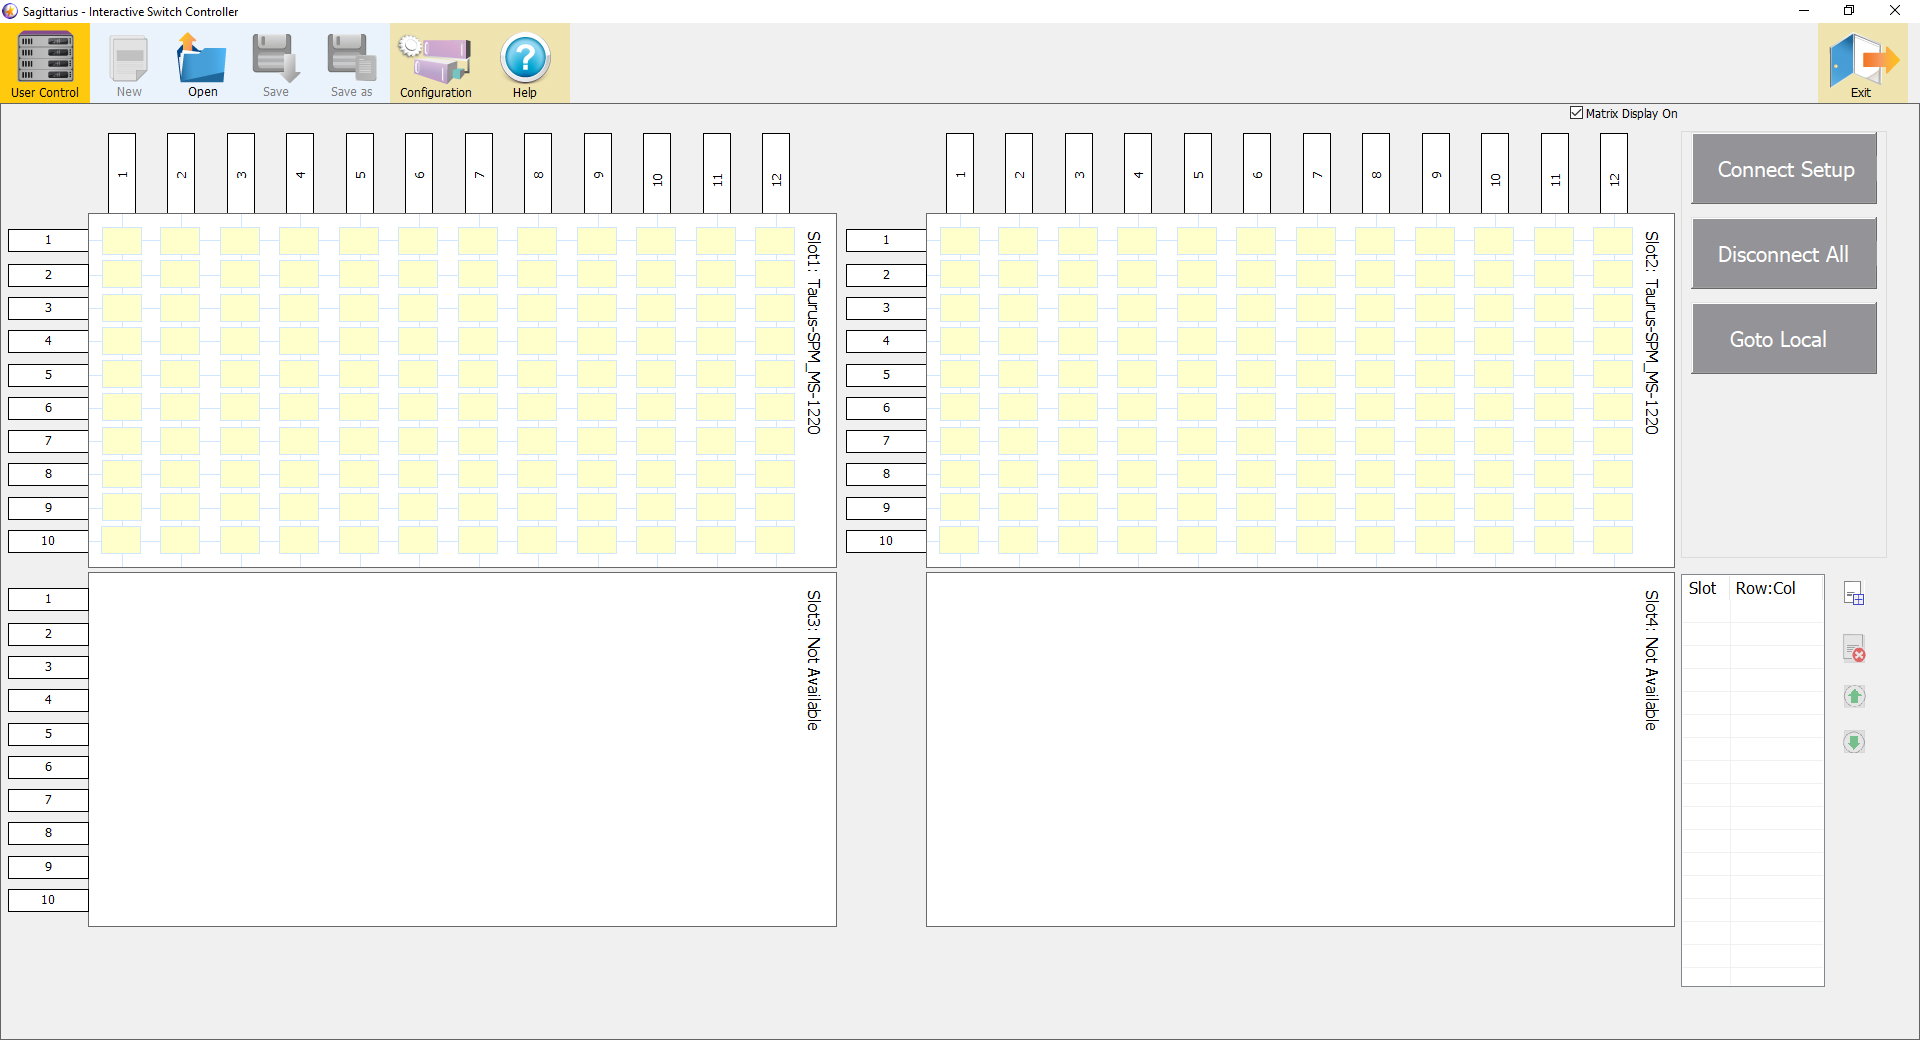 Sagittarius - Interactive Switch Controller
User Control
New
Open
Save
Save as
Configuration
Help
Exit
Matrix Display On
1 2 3 4 5 6 7 8 9 10 11 12
1
2
3
4
5
6
7
8
9
10
Slot1: Taurus-SPM_MS-1220
1 2 3 4 5 6 7 8 9 10 11 12
1
2
3
4
5
6
7
8
9
10
Slot2: Taurus-SPM_MS-1220
Connect Setup
Disconnect All
Goto Local
1
2
3
4
5
6
7
8
9
10
Slot3: Not Available
Slot4: Not Available
Slot Row:Col